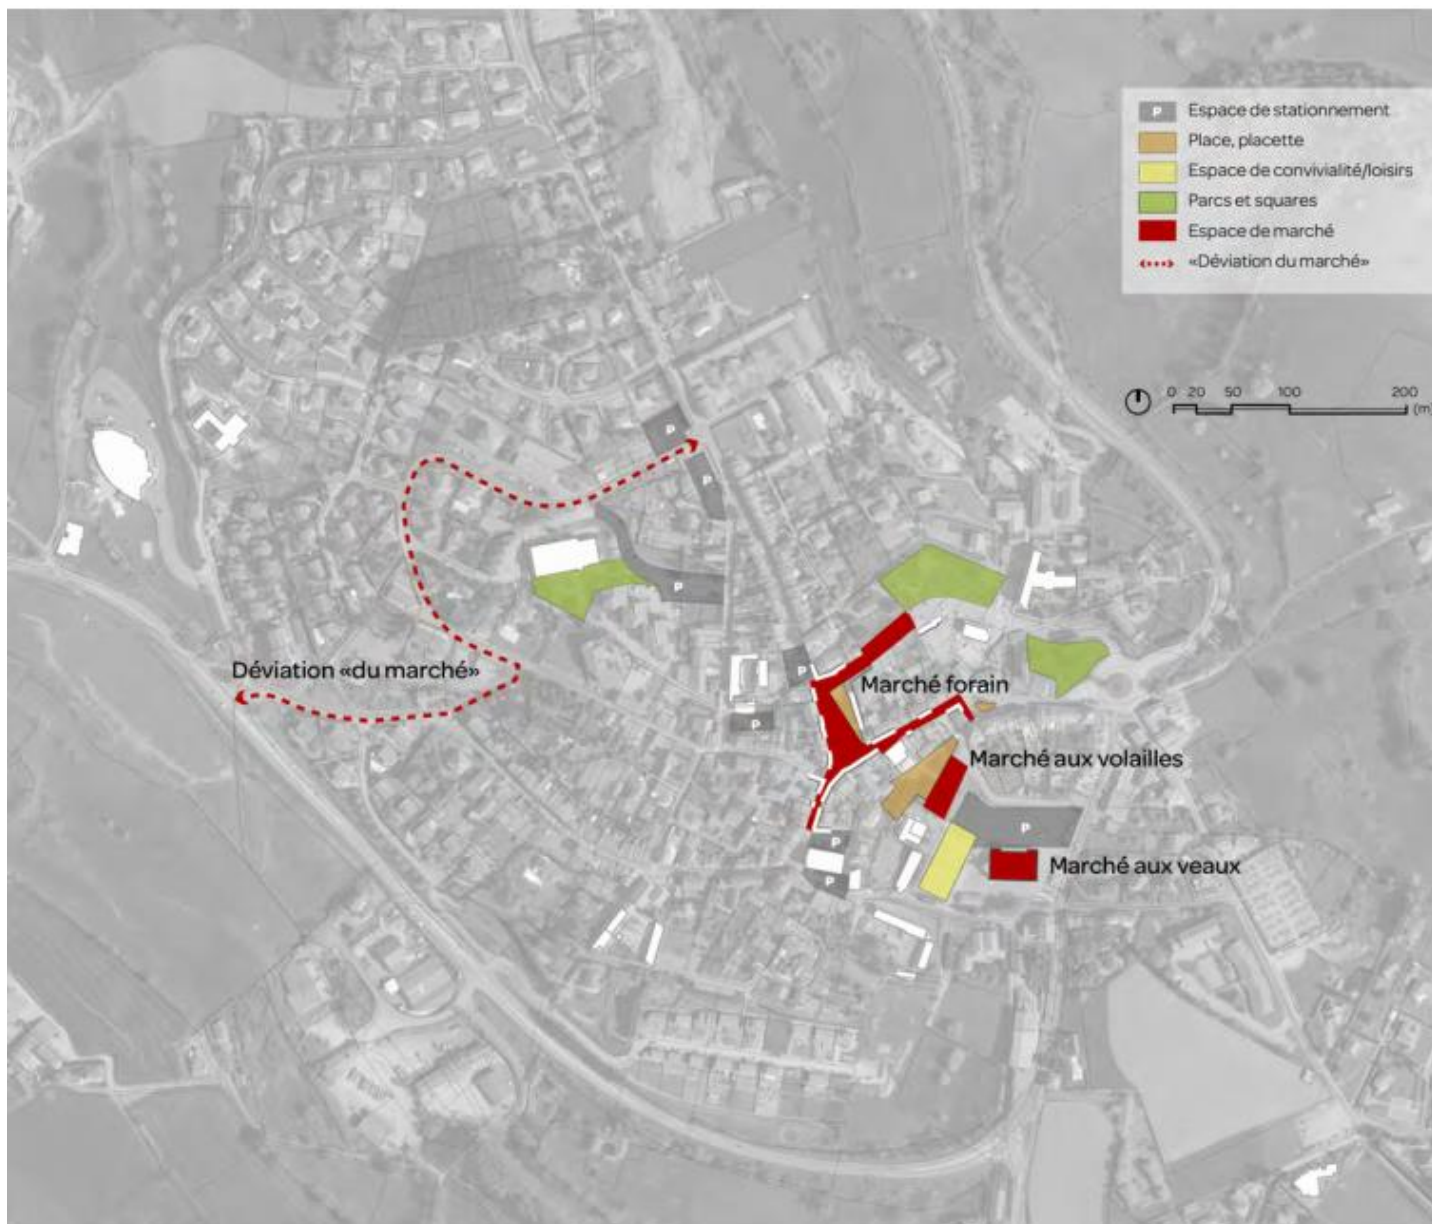 P Espace de stationnement
Place, placette
Espace de convivialité/loisirs
Parcs et squares
Espace de marché
«Déviation du marché»
0 20 50 100 200
(m)
P
P
P
Déviation «du marché»
P
Marché forain
P
Marché aux volailles
P
P
Marché aux veaux
P